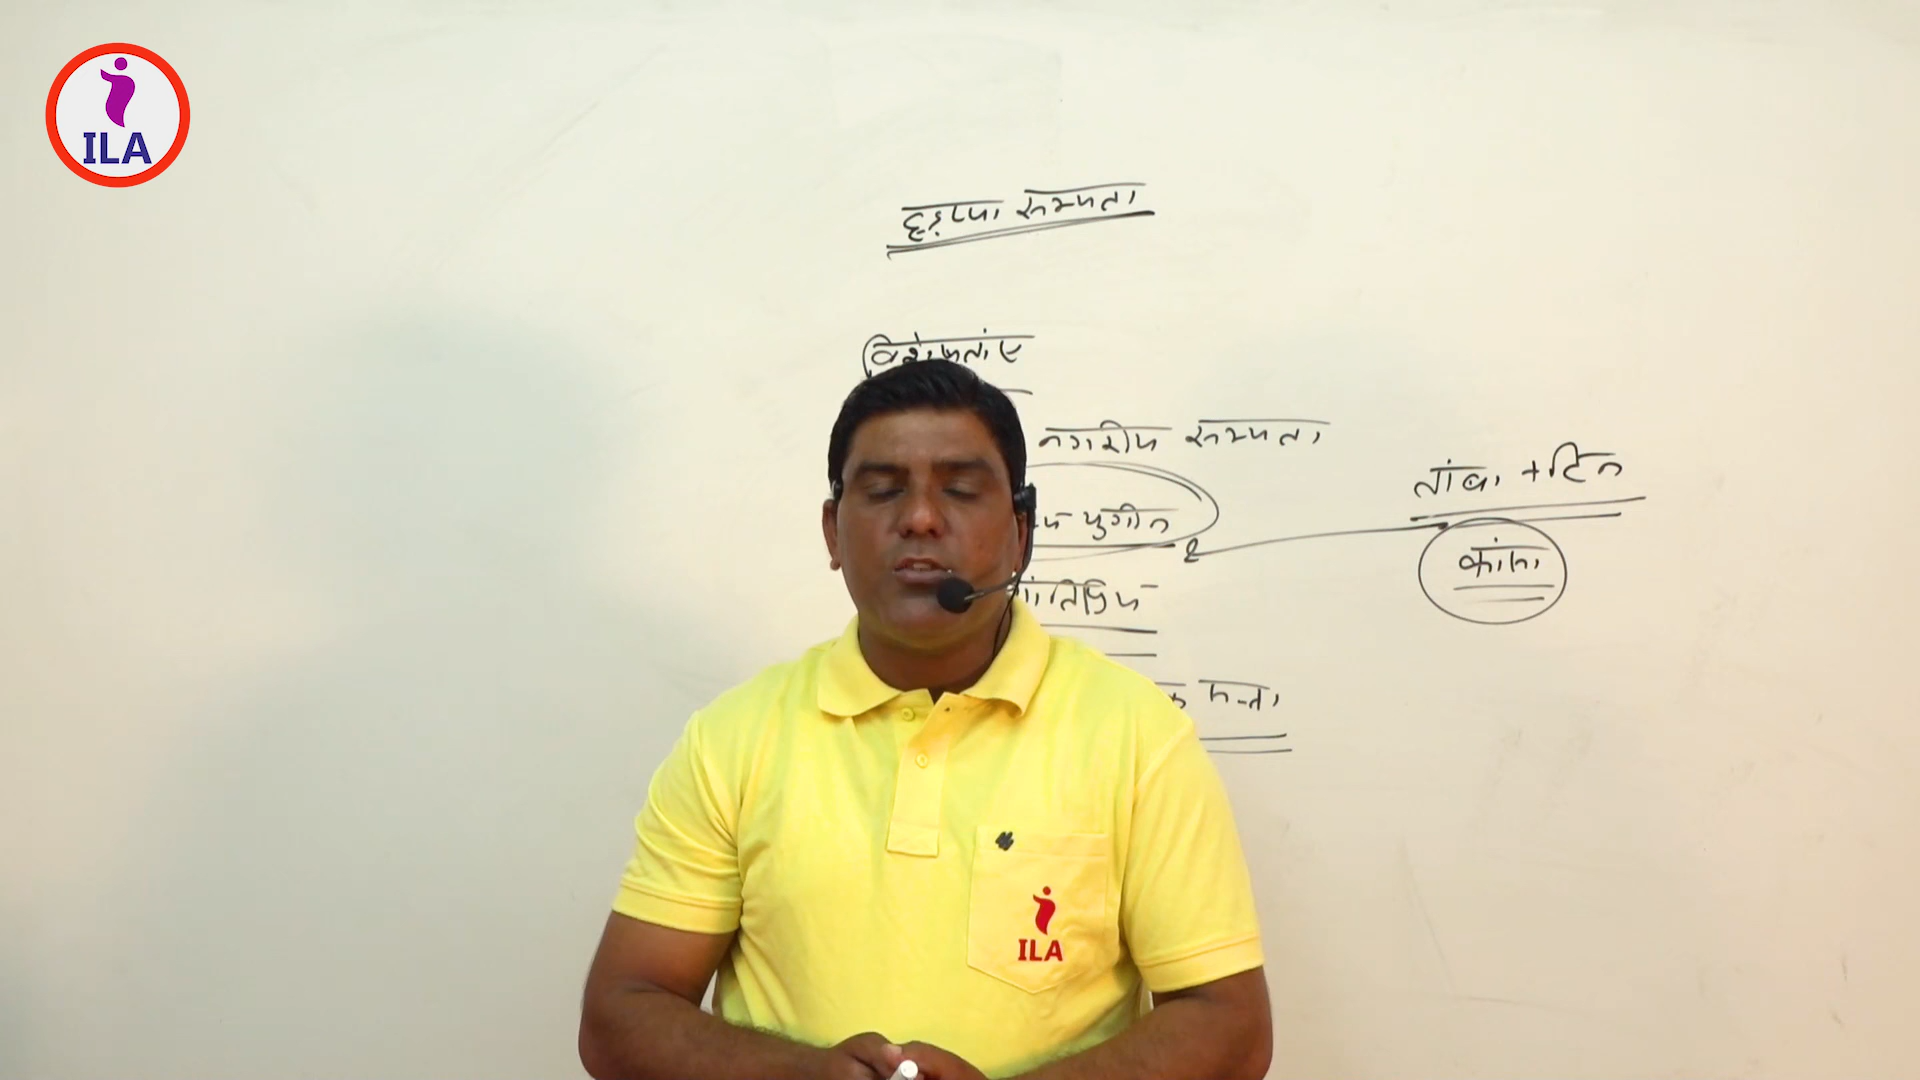 ILA
हड़प्पा सभ्यता
विशेषतांए
नगरीय सभ्यता
तांबा + टिन
युगीन
कांसा
ILA